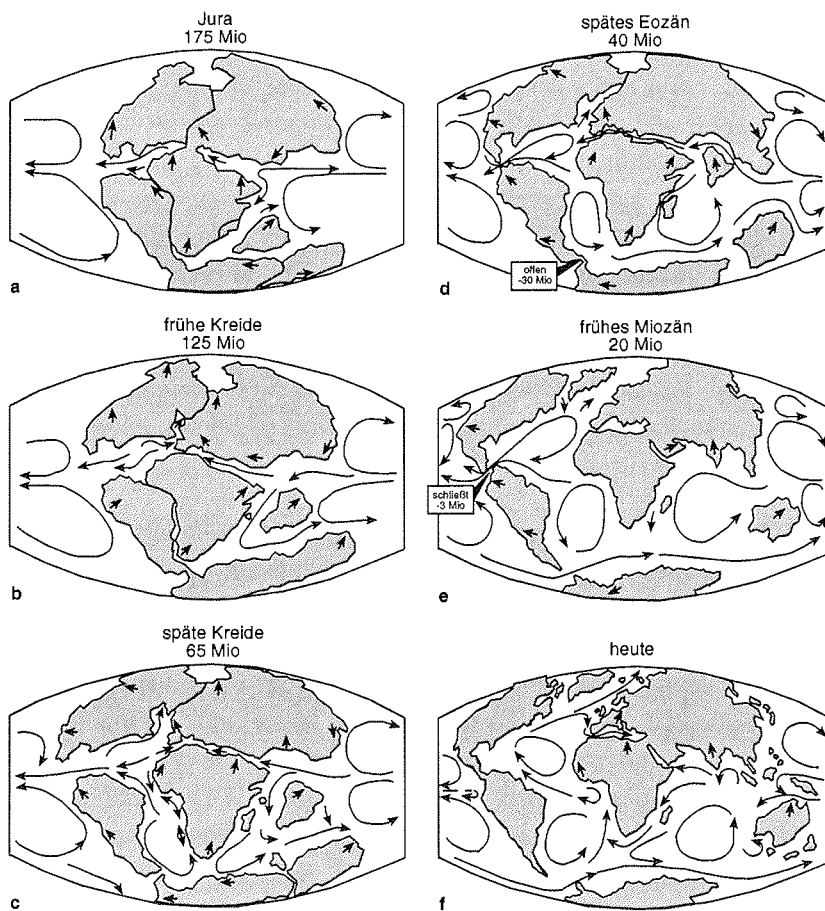 Jura
175 Mio
a
frühe Kreide
125 Mio
b
späte Kreide
65 Mio
c
spätes Eozän
40 Mio
offen
-30 Mio
d
frühes Miozän
20 Mio
schließt
-3 Mio
e
heute
f